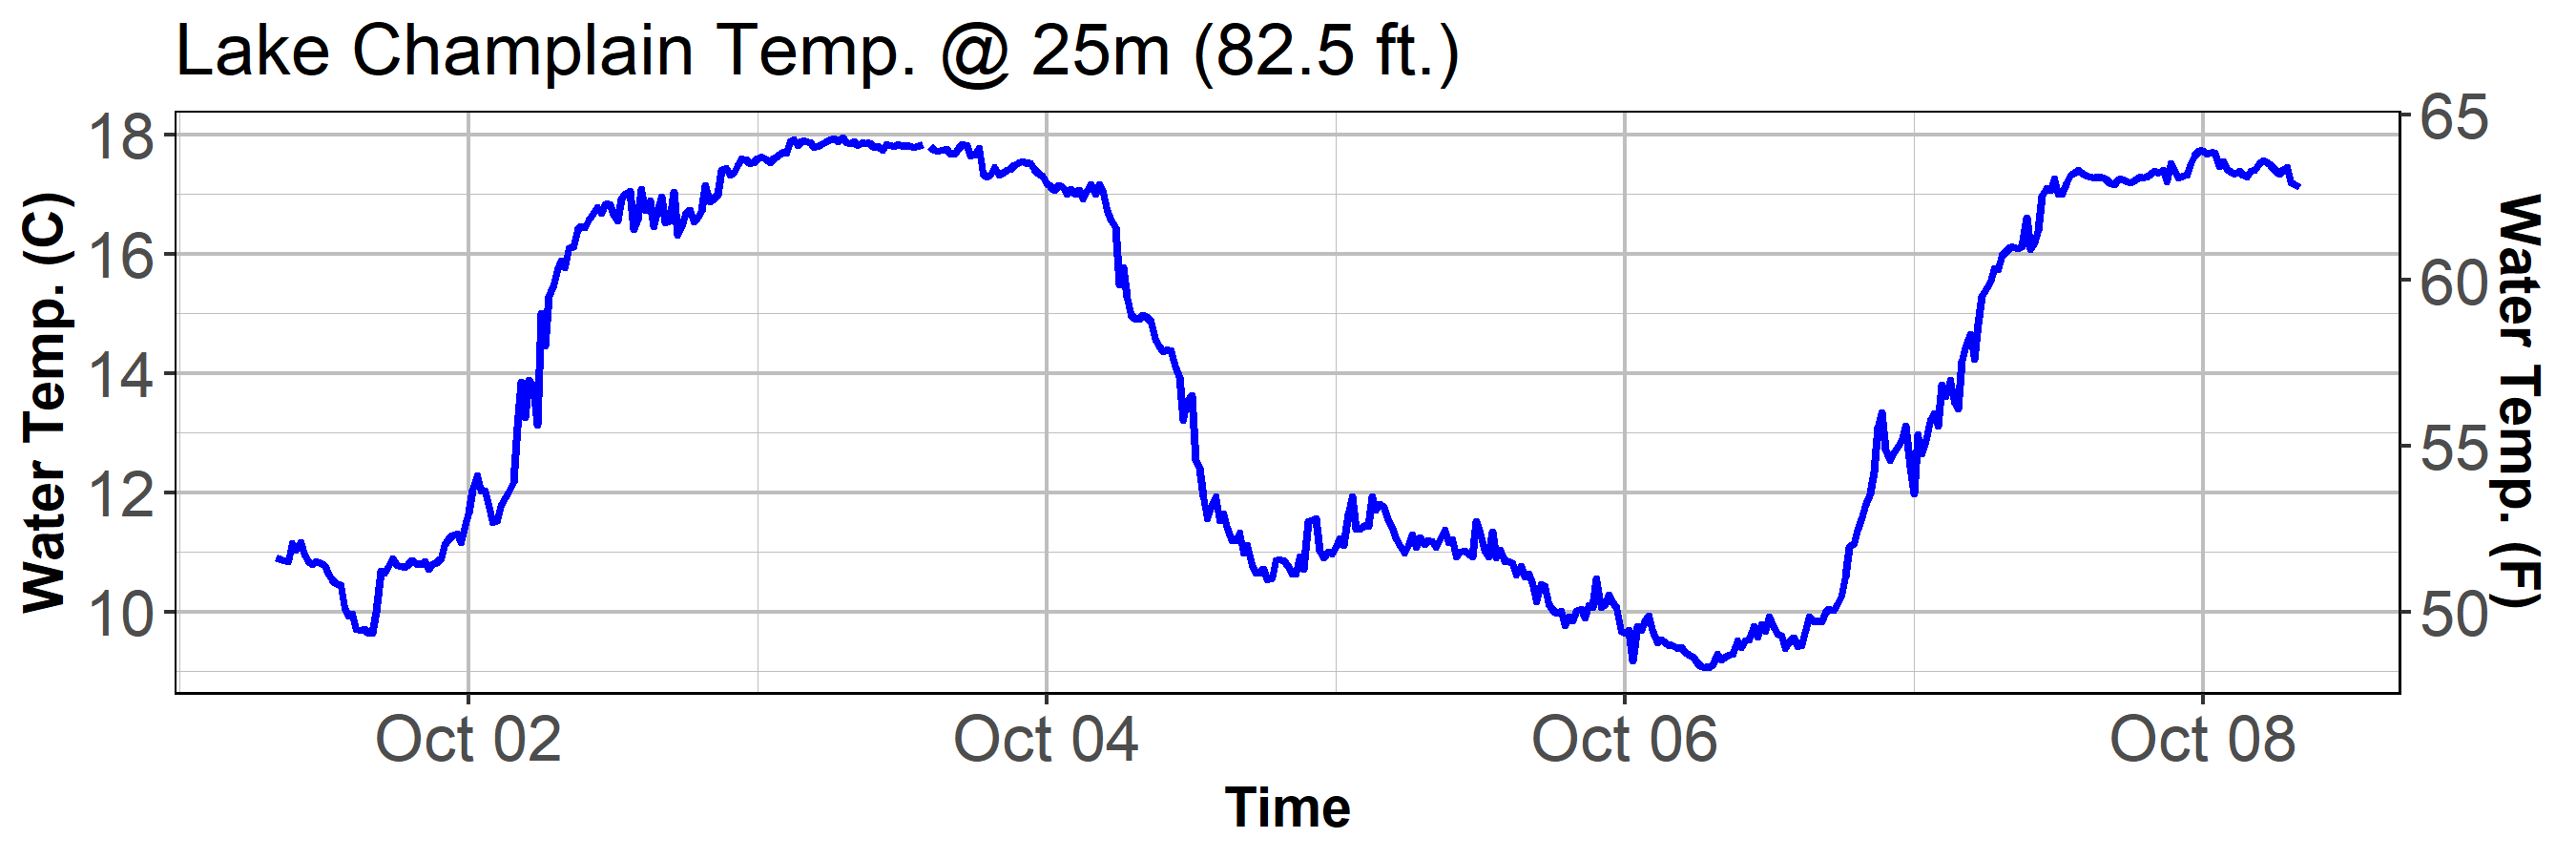 Lake Champlain Temp. @ 25m (82.5 ft.)
Water Temp. (C)
18
16
14
12
10
65
60
55
50
Water Temp. (F)
Oct 02 Oct 04 Oct 06 Oct 08
Time